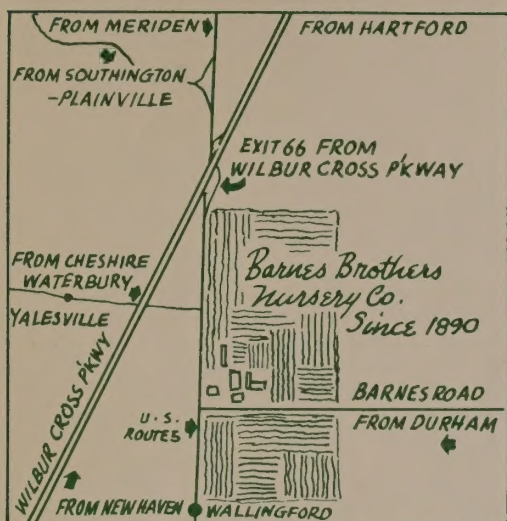 FROM MERIDEN
FROM HARTFORD
FROM SOUTHINGTON
-PLAINVILLE
EXIT 66 FROM
WILBUR CROSS P'KWAY
FROM CHESHIRE
WATERBURY
YALESVILLE
Barnes Brothers
Nursery Co.
Since 1890
WILBUR CROSS P'KWY
BARNES ROAD
U.S.
ROUTE 5
FROM DURHAM
FROM NEW HAVEN
WALLINGFORD